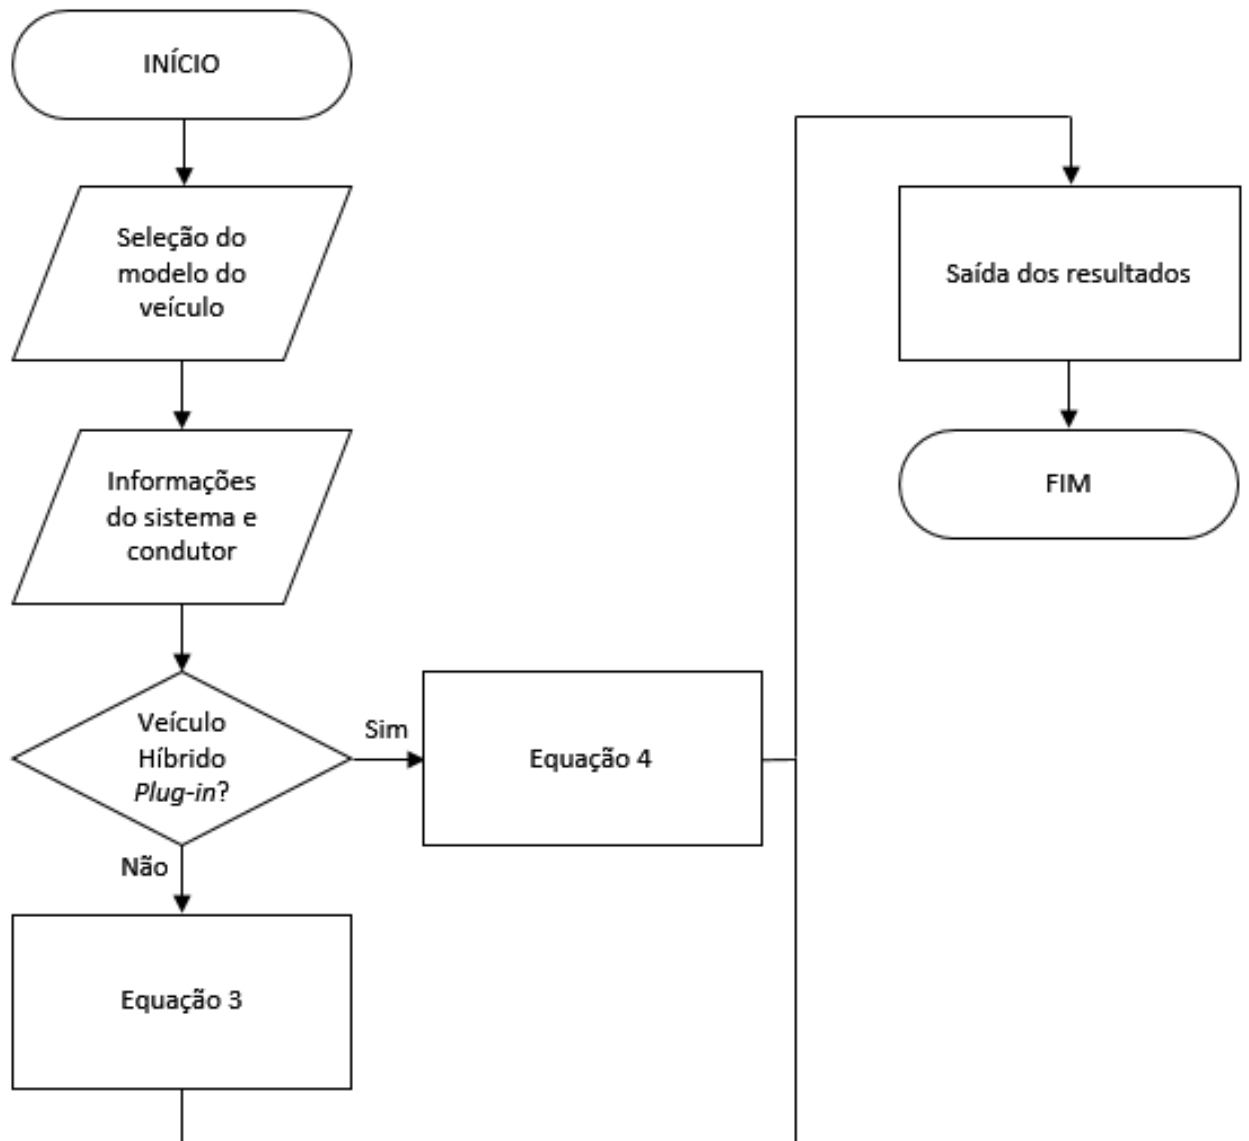 INÍCIO
Seleção do
modelo do
veículo
Informações
do sistema e
condutor
Veículo
Híbrido
Plug-in?
Sim
Equação 4
Não
Equação 3
Saída dos resultados
FIM